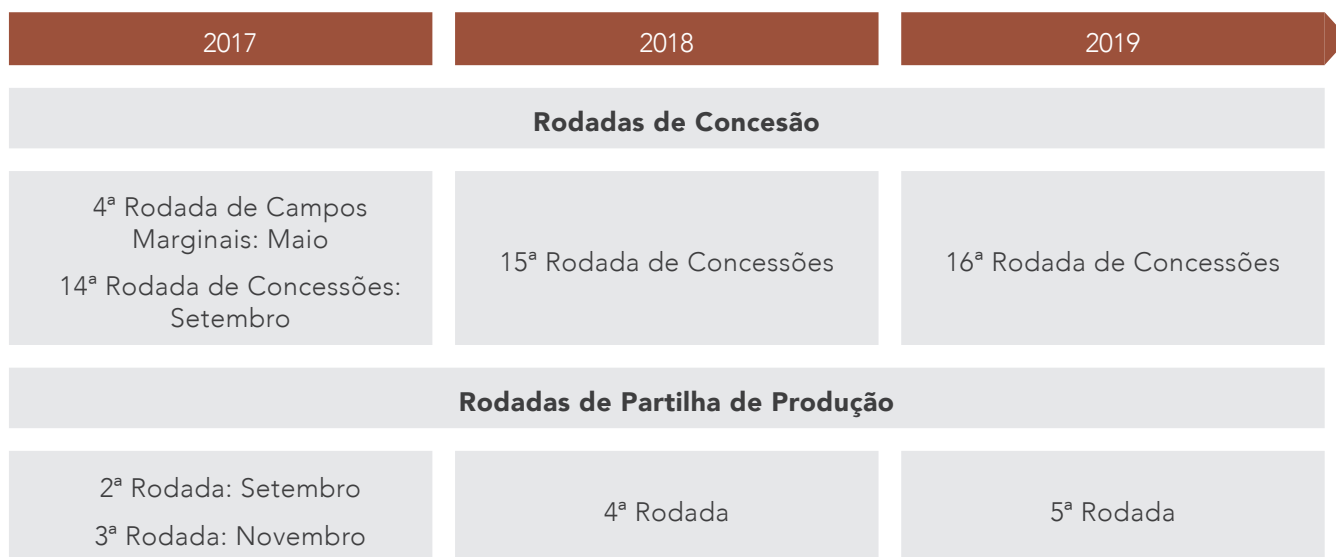 2017
2018
2019
Rodadas de Concesão
4ª Rodada de Campos
Marginais: Maio
14ª Rodada de Concessões:
Setembro
15ª Rodada de Concessões
16ª Rodada de Concessões
Rodadas de Partilha de Produção
2ª Rodada: Setembro
3ª Rodada: Novembro
4ª Rodada
5ª Rodada